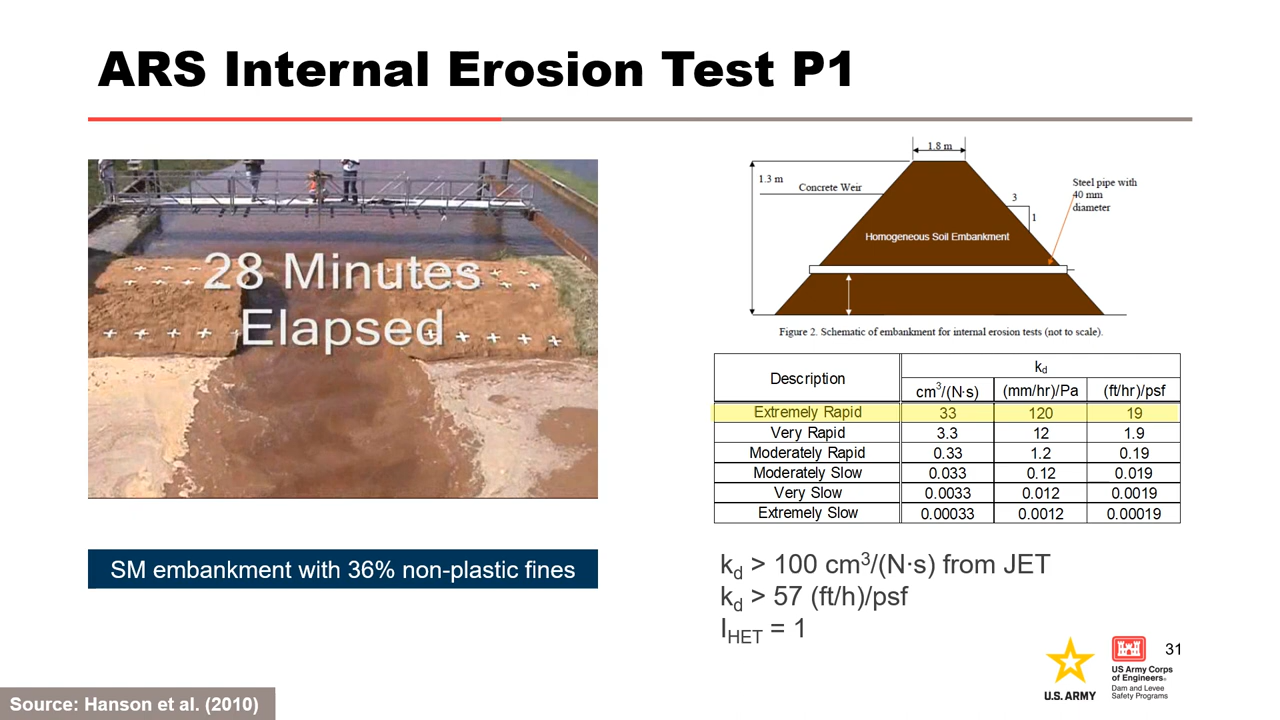 ARS Internal Erosion Test P1
28 Minutes
Elapsed
SM embankment with 36% non-plastic fines
1.8 m
1.3 m
Concrete Weir
Steel pipe with
40 mm
diameter
3
1
Homogeneous Soil Embankment
Figure 2. Schematic of embankment for internal erosion tests (not to scale).
Description kd
cm³/(N·s) (mm/hr)/Pa (ft/hr)/psf
Extremely Rapid 33 120 19
Very Rapid 3.3 12 1.9
Moderately Rapid 0.33 1.2 0.19
Moderately Slow 0.033 0.12 0.019
Very Slow 0.0033 0.012 0.0019
Extremely Slow 0.00033 0.0012 0.00019
kd > 100 cm³/(N·s) from JET
kd > 57 (ft/h)/psf
IHET = 1
31
U.S. ARMY
US Army Corps
of Engineers®
Dam and Levee
Safety Programs
Source: Hanson et al. (2010)